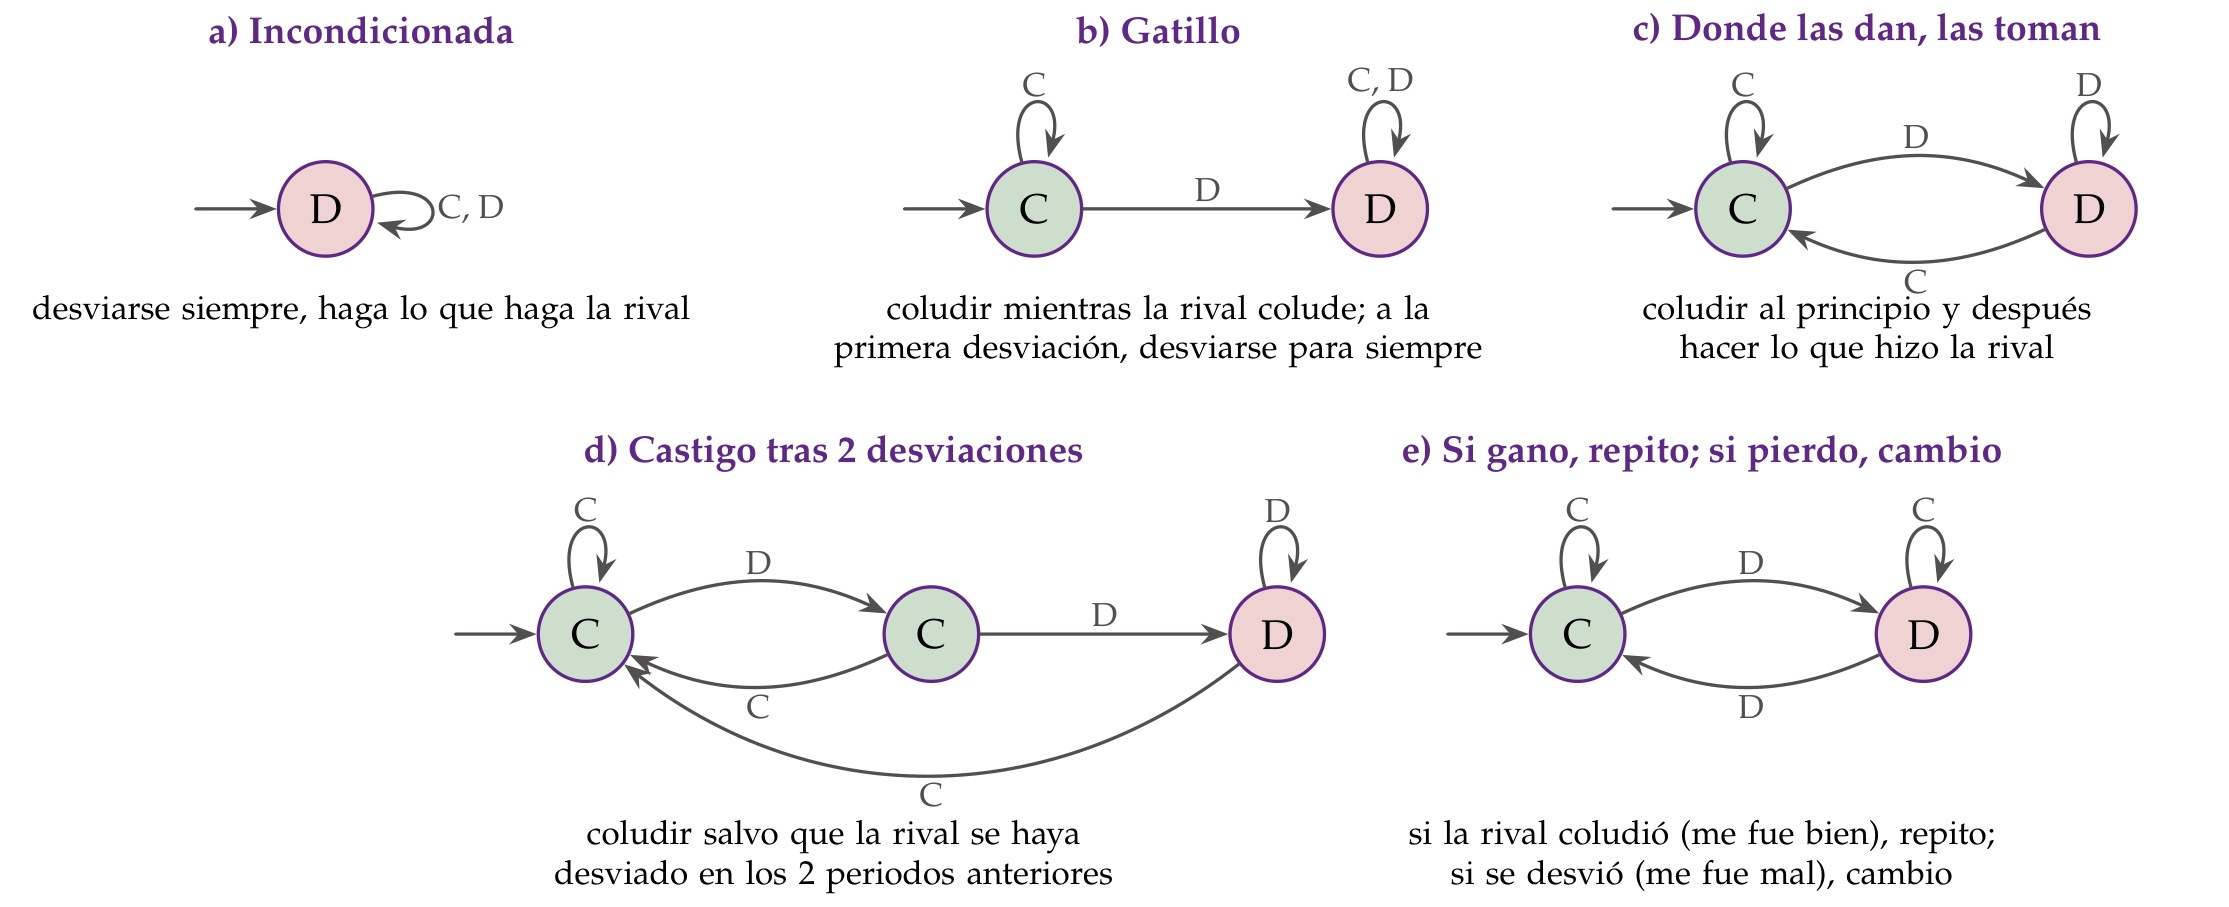 a) Incondicionada
C, D
D
desviarse siempre, haga lo que haga la rival
b) Gatillo
C
C, D
D
C
D
coludir mientras la rival colude; a la
primera desviación, desviarse para siempre
c) Donde las dan, las toman
C
D
D
C
D
C
coludir al principio y después
hacer lo que hizo la rival
d) Castigo tras 2 desviaciones
C
D
D
D
C
C
D
C
C
coludir salvo que la rival se haya
desviado en los 2 periodos anteriores
e) Si gano, repito; si pierdo, cambio
C
C
D
C
D
D
si la rival coludió (me fue bien), repito;
si se desvió (me fue mal), cambio